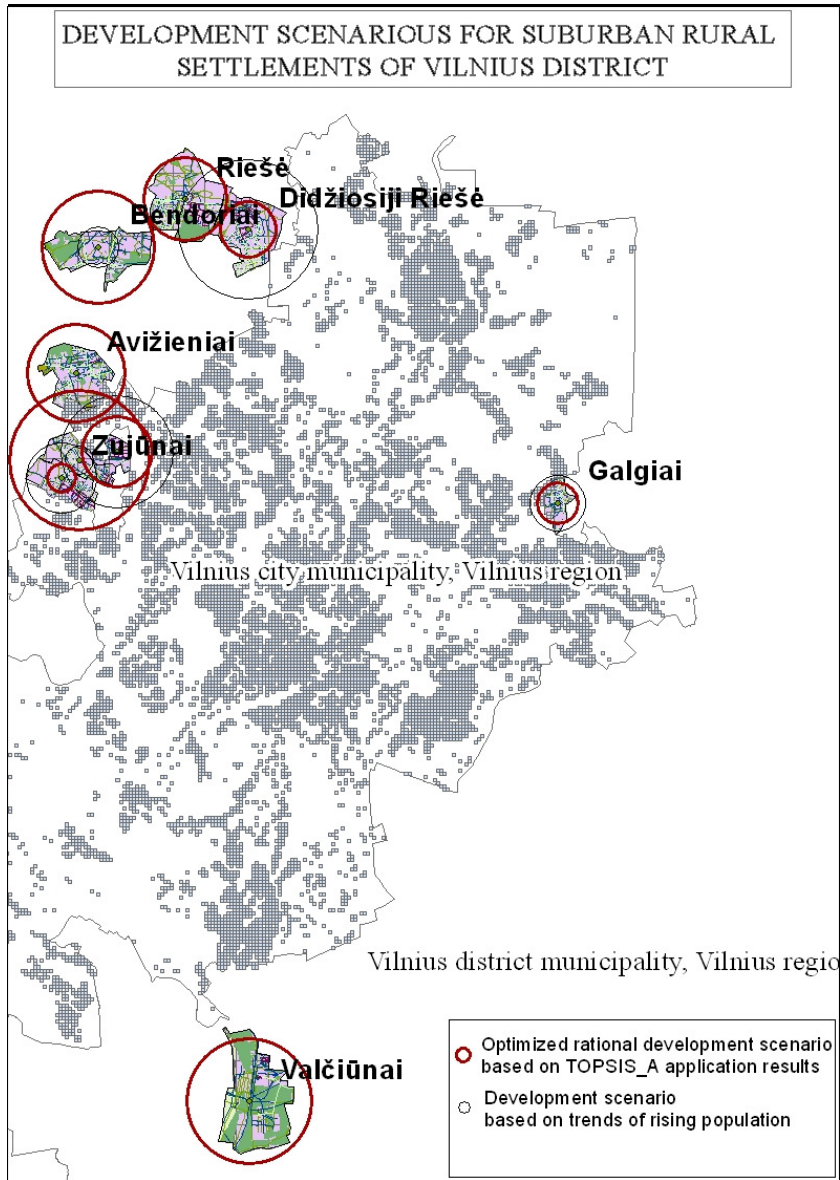 DEVELOPMENT SCENARIOUS FOR SUBURBAN RURAL
SETTLEMENTS OF VILNIUS DISTRICT
Riešė
Didžiosiji Riešė
Bendoriai
Avižieniai
Zujūnai
Galgiai
Vilnius city municipality, Vilnius region
Vilnius district municipality, Vilnius regio
Valčiūnai
Optimized rational development scenario
based on TOPSIS_A application results
Development scenario
based on trends of rising population